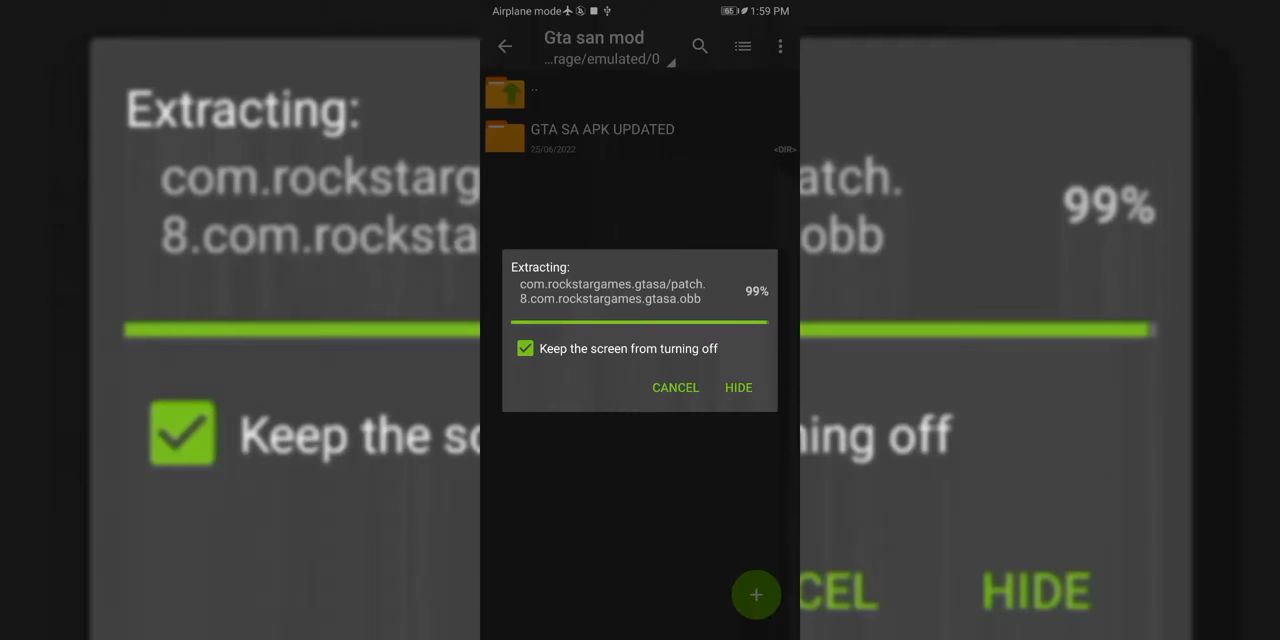 Airplane mode
65
1:59 PM
Gta san mod
...rage/emulated/0
..
GTA SA APK UPDATED
25/06/2022
<DIR>
Extracting:
com.rockstargames.gtasa/patch.
8.com.rockstargames.gtasa.obb
99%
Keep the screen from turning off
CANCEL
HIDE
+
Extracting:
com.rockstarg
atch.
8.com.rocksta
obb
99%
Keep the sc
ning off
CEL
HIDE